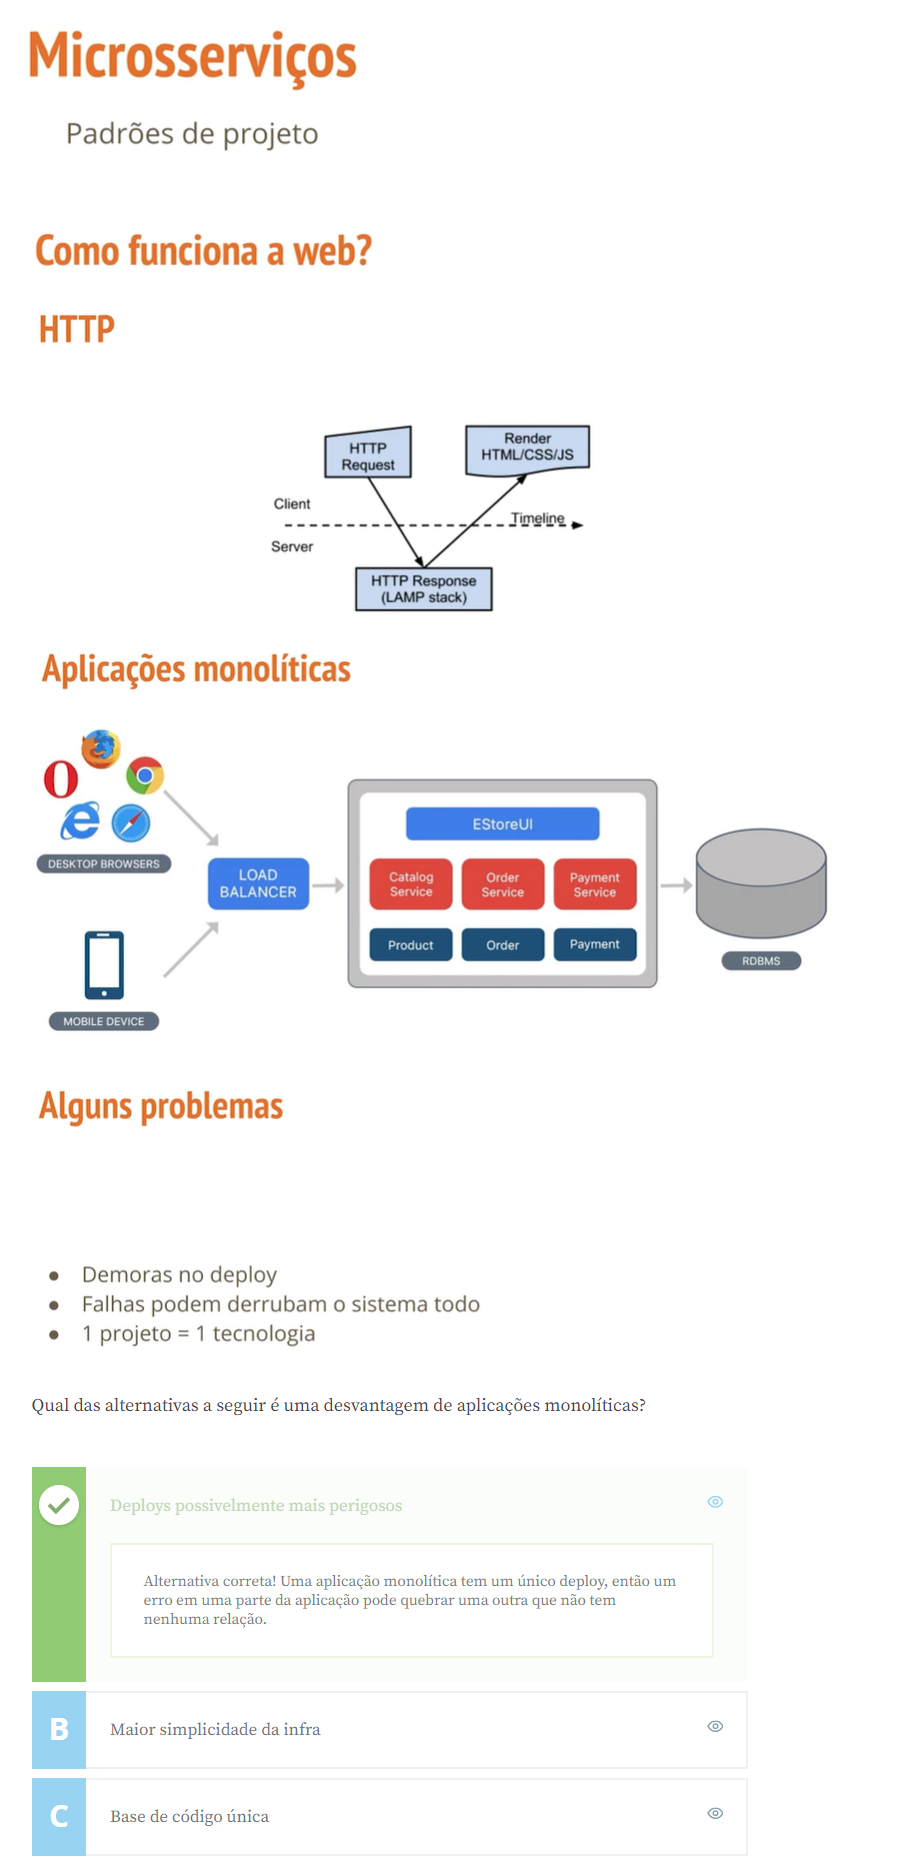 Microsserviços
Padrões de projeto
Como funciona a web?
HTTP
HTTP
Request
Render
HTML/CSS/JS
Client
Timeline
Server
HTTP Response
(LAMP stack)
Aplicações monolíticas
DESKTOP BROWSERS
LOAD
BALANCER
EStoreUI
Catalog
Service
Order
Service
Payment
Service
Product
Order
Payment
RDBMS
MOBILE DEVICE
Alguns problemas
● Demoras no deploy
● Falhas podem derrubam o sistema todo
● 1 projeto = 1 tecnologia
Qual das alternativas a seguir é uma desvantagem de aplicações monolíticas?
Deploys possivelmente mais perigosos
Alternativa correta! Uma aplicação monolítica tem um único deploy, então um
erro em uma parte da aplicação pode quebrar uma outra que não tem
nenhuma relação.
B Maior simplicidade da infra
C Base de código única